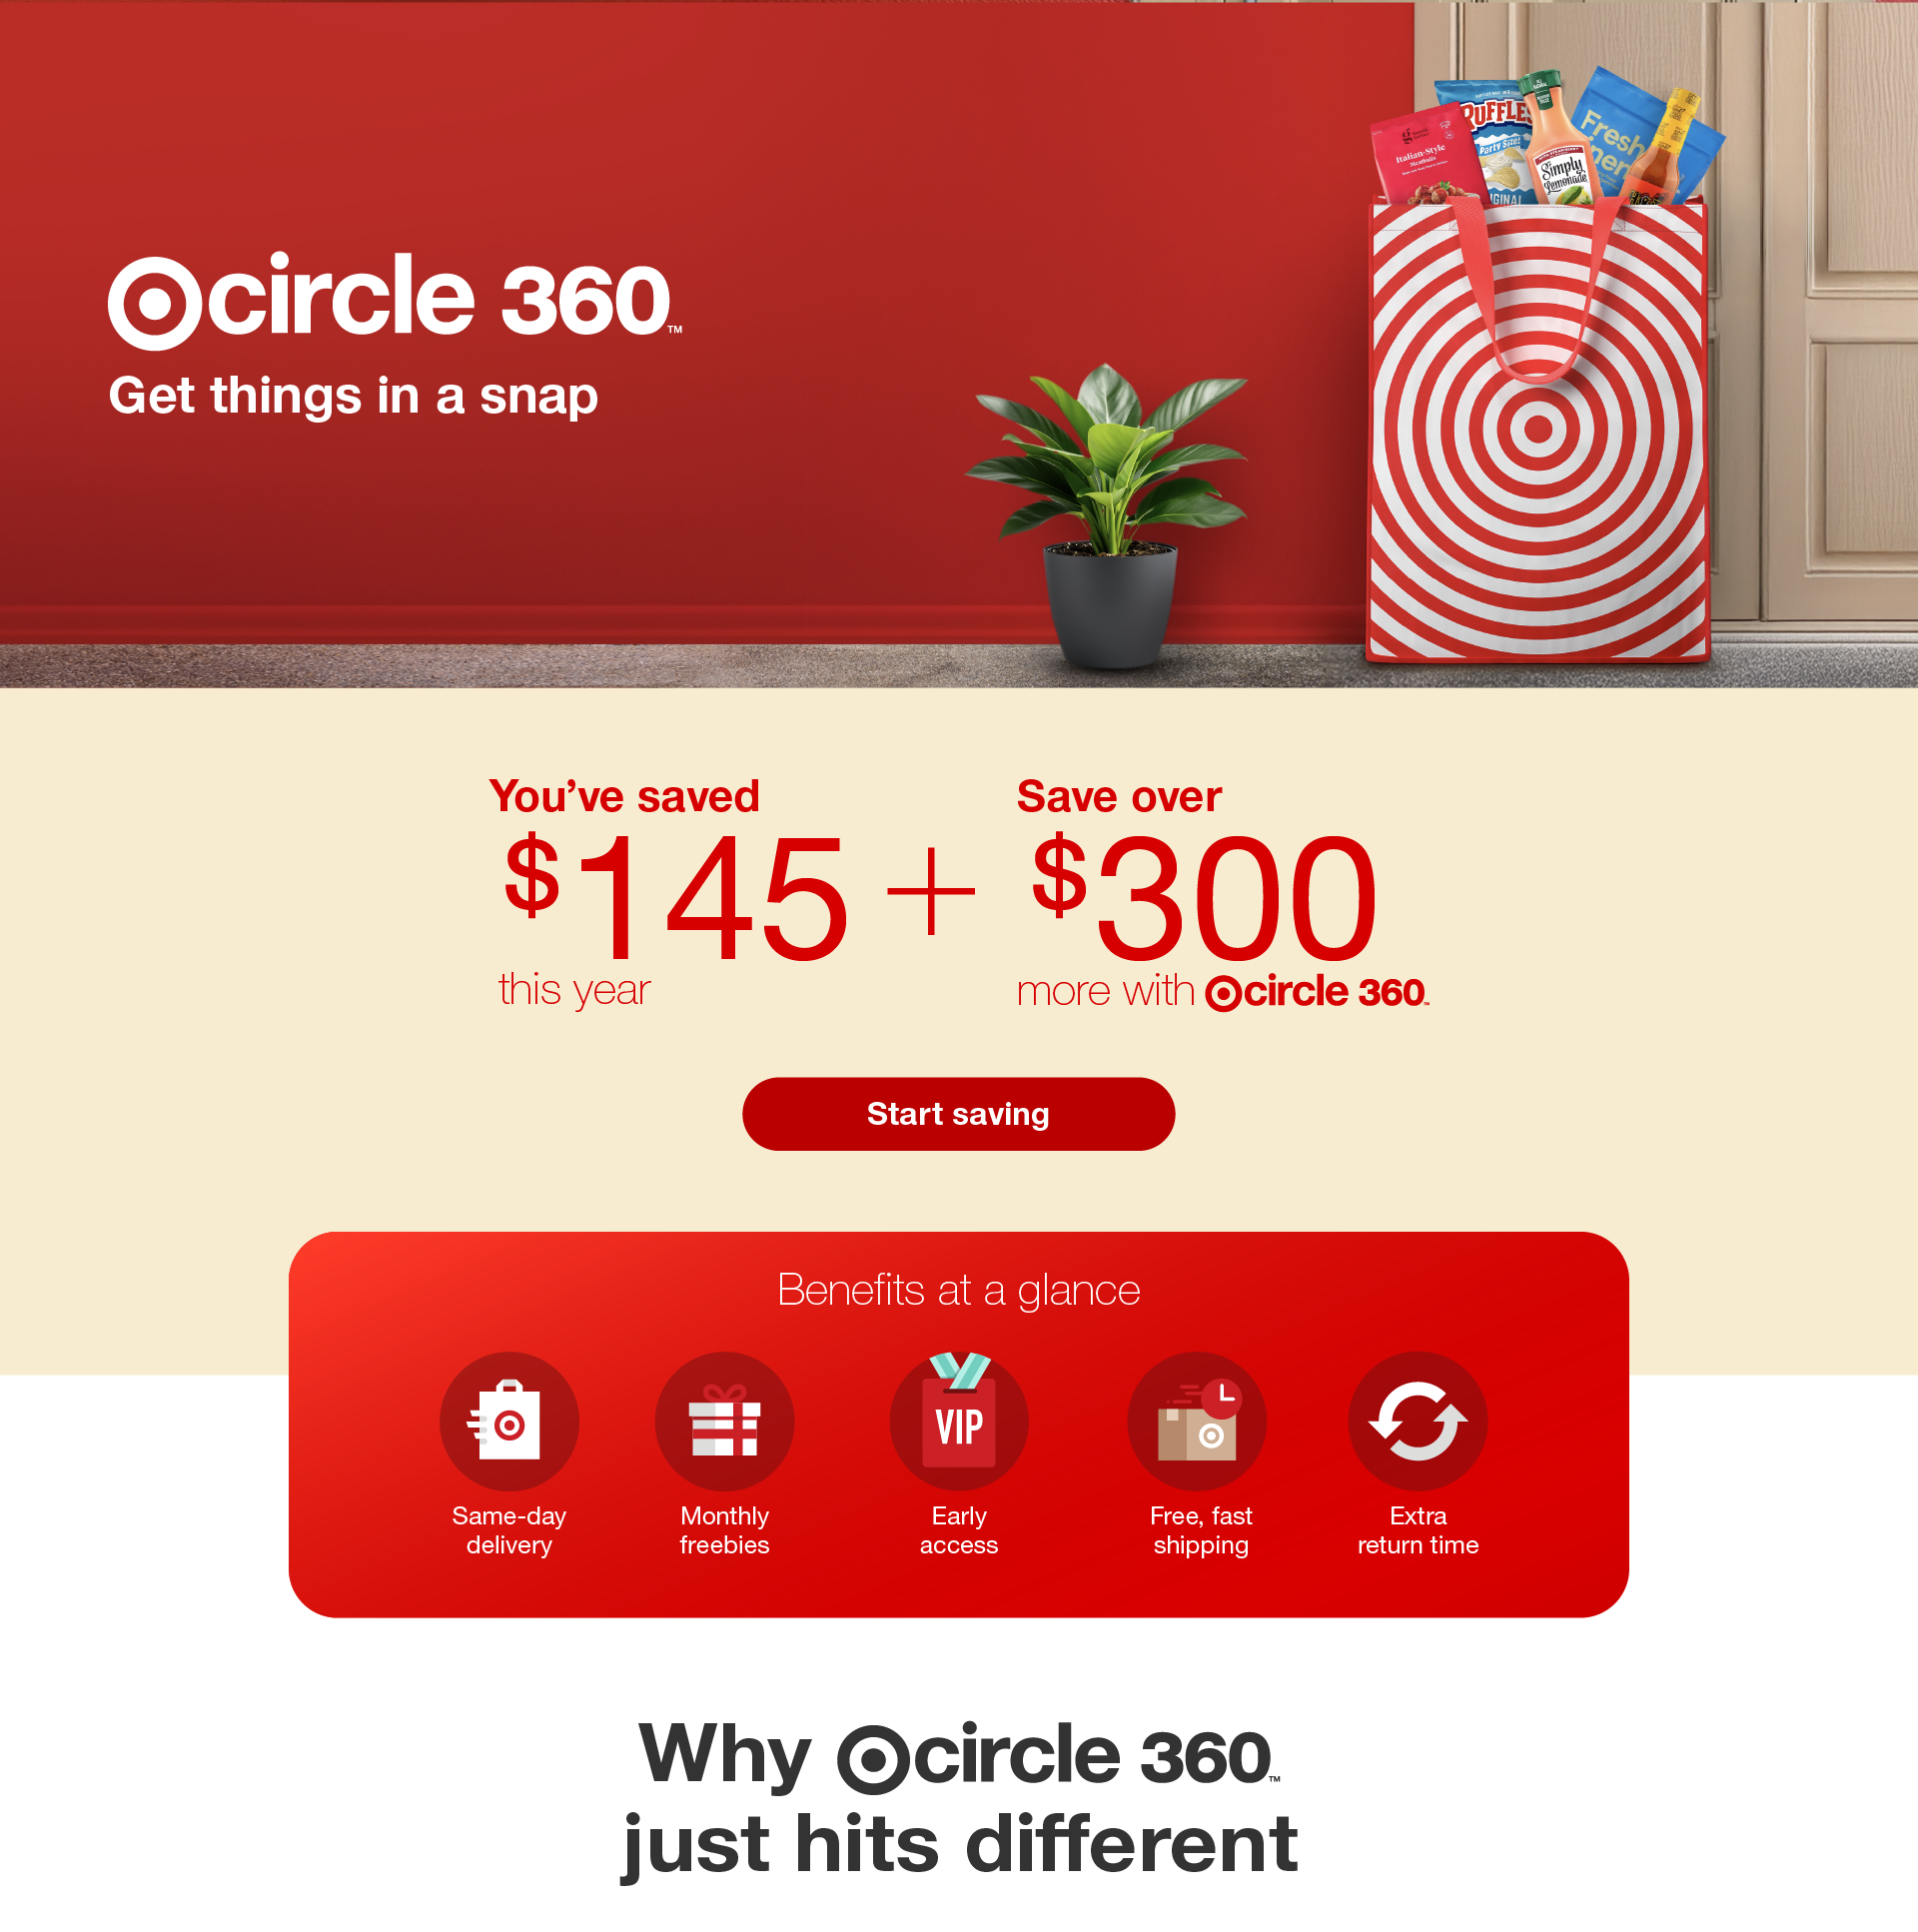 RUFFLES
Party Size!
Italian-Style
Meatballs
Simply
Lemonade
Fresh
circle 360™
Get things in a snap
You've saved
$145
this year
+
Save over
$300
more with circle 360™
Start saving
Benefits at a glance
VIP
Same-day
delivery
Monthly
freebies
Early
access
Free, fast
shipping
Extra
return time
Why circle 360™
just hits different